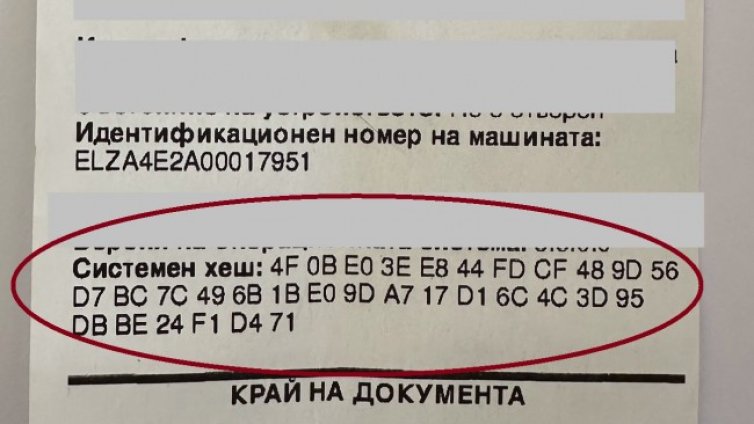 Идентификационен номер на машината:
ELZA4E2A00017951
Системен хеш: 4F 0B E0 3E E8 44 FD CF 48 9D 56
D7 BC 7C 49 6B 1B E0 9D A7 17 D1 6C 4C 3D 95
DB BE 24 F1 D4 71
КРАЙ НА ДОКУМЕНТА